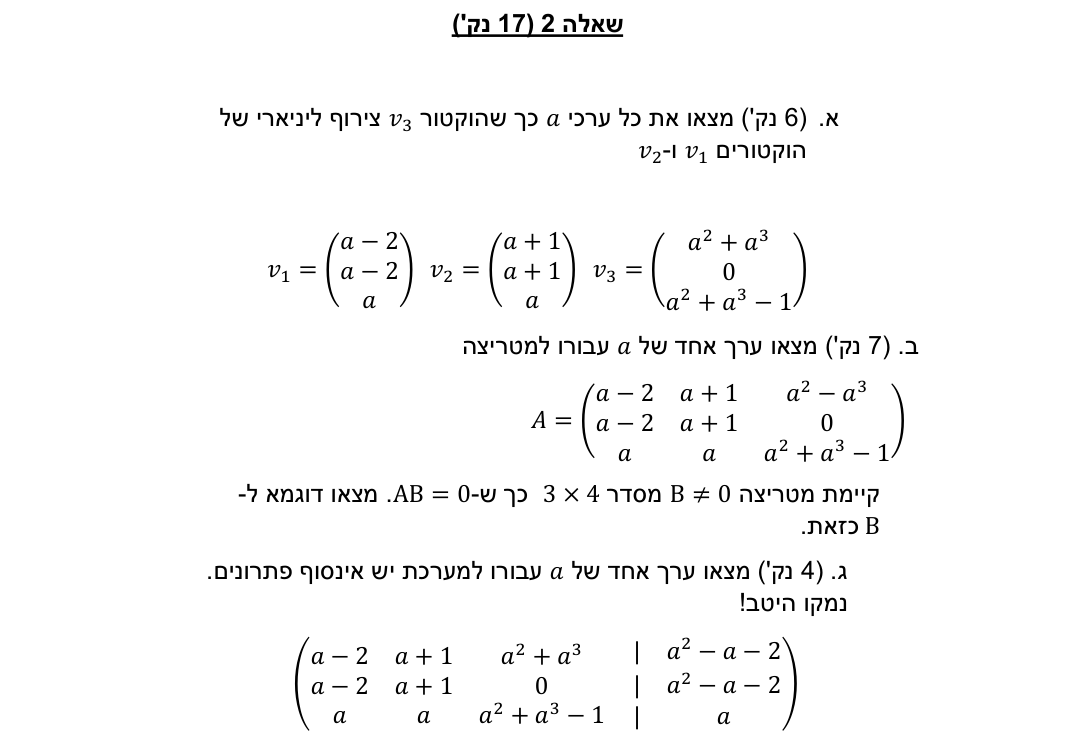 שאלה 2 (17 נק')
א. (6 נק') מצאו את כל ערכי a כך שהוקטור v₃ צירוף ליניארי של
הוקטורים v₁ ו-v₂
v₁ = (a − 2; a − 2; a) v₂ = (a + 1; a + 1; a) v₃ = (a² + a³; 0; a² + a³ − 1)
ב. (7 נק') מצאו ערך אחד של a עבורו למטריצה
a − 2 a + 1 a² − a³
A = a − 2 a + 1 0
a a a² + a³ − 1
קיימת מטריצה B ≠ 0 מסדר 3 × 4 כך ש-AB = 0. מצאו דוגמא ל-
B כזאת.
ג. (4 נק') מצאו ערך אחד של a עבורו למערכת יש אינסוף פתרונים.
נמקו היטב!
a − 2 a + 1 a² + a³ | a² − a − 2
a − 2 a + 1 0 | a² − a − 2
a a a² + a³ − 1 | a